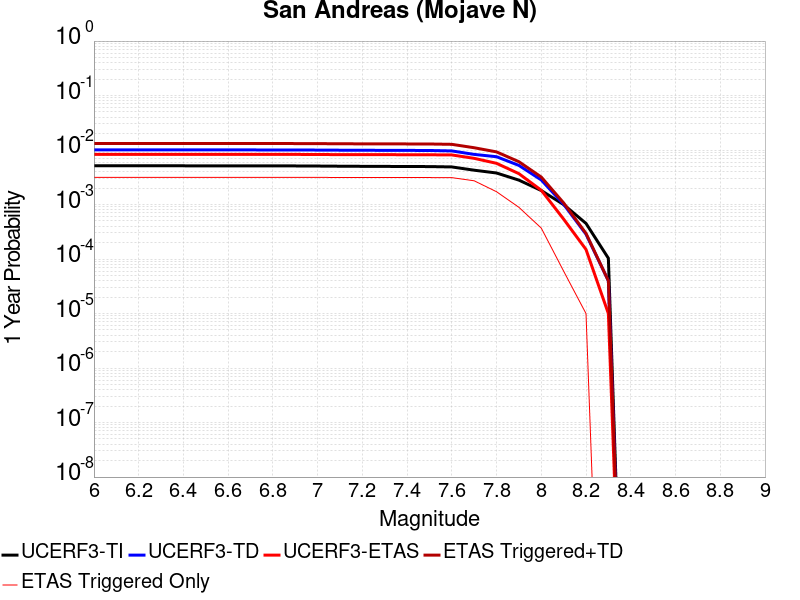 San Andreas (Mojave N)
10^0
10^-1
10^-2
10^-3
10^-4
10^-5
10^-6
10^-7
10^-8
1 Year Probability
6 6.2 6.4 6.6 6.8 7 7.2 7.4 7.6 7.8 8 8.2 8.4 8.6 8.8 9
Magnitude
UCERF3-TI UCERF3-TD UCERF3-ETAS ETAS Triggered+TD
ETAS Triggered Only